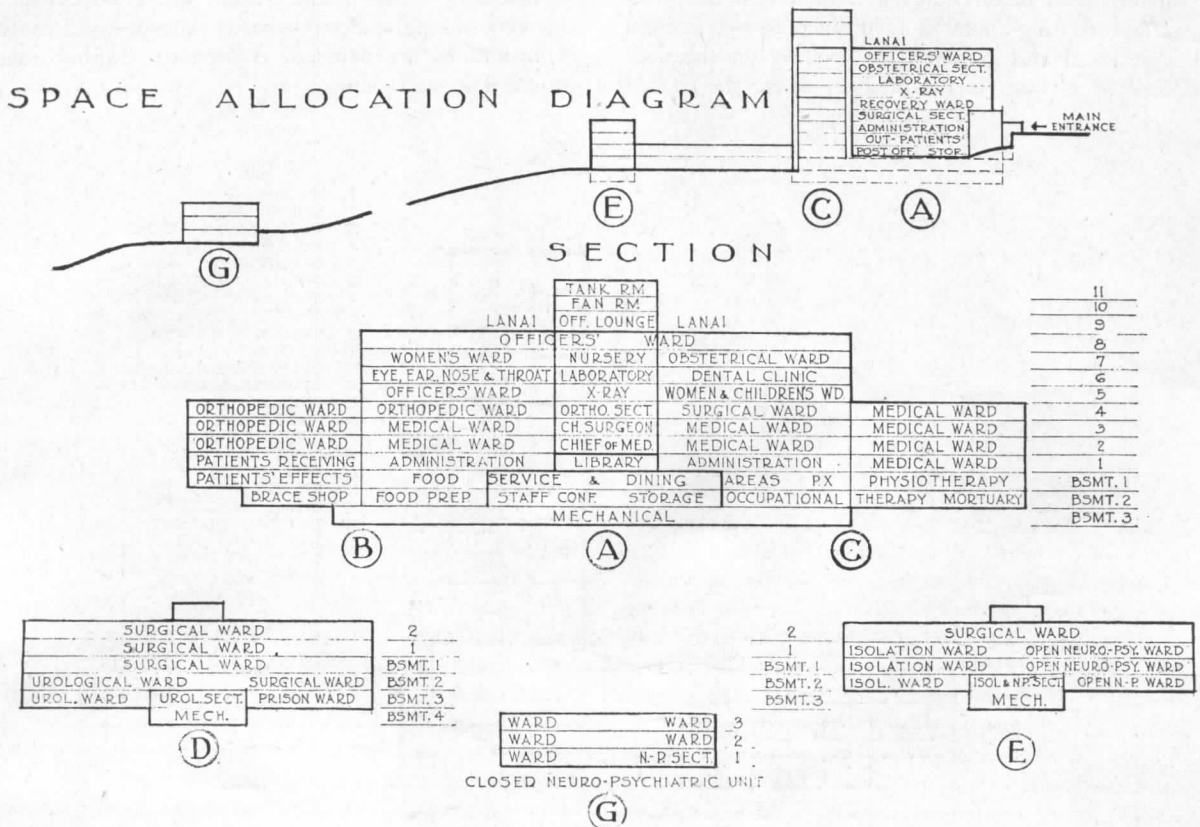 SPACE ALLOCATION DIAGRAM
LANAI
OFFICERS' WARD
OBSTETRICAL SECT.
LABORATORY
X-RAY
RECOVERY WARD
SURGICAL SECT.
ADMINISTRATION
OUT-PATIENTS'
POST OFF. STOR.
MAIN
ENTRANCE
G
E
C
A
SECTION
TANK RM
FAN RM
LANAI OFF. LOUNGE LANAI
OFFICERS' WARD
WOMEN'S WARD NURSERY OBSTETRICAL WARD
EYE, EAR, NOSE & THROAT LABORATORY DENTAL CLINIC
OFFICERS' WARD X-RAY WOMEN & CHILDRENS WD.
ORTHOPEDIC WARD ORTHOPEDIC WARD ORTHO. SECT. SURGICAL WARD MEDICAL WARD
ORTHOPEDIC WARD MEDICAL WARD CH. SURGEON MEDICAL WARD MEDICAL WARD
ORTHOPEDIC WARD MEDICAL WARD CHIEF OF MED. MEDICAL WARD MEDICAL WARD
PATIENTS RECEIVING ADMINISTRATION LIBRARY ADMINISTRATION MEDICAL WARD
PATIENTS' EFFECTS FOOD SERVICE & DINING AREAS P.X PHYSIOTHERAPY
BRACE SHOP FOOD PREP. STAFF CONF. STORAGE OCCUPATIONAL THERAPY MORTUARY
MECHANICAL
11
10
9
8
7
6
5
4
3
2
1
BSMT. 1
BSMT. 2
BSMT. 3
B
A
C
SURGICAL WARD
SURGICAL WARD
SURGICAL WARD
UROLOGICAL WARD SURGICAL WARD
UROL. WARD UROL. SECT. PRISON WARD
MECH.
2
1
BSMT. 1
BSMT. 2
BSMT. 3
BSMT. 4
D
WARD WARD 3
WARD WARD 2
WARD N.-P. SECT. 1
CLOSED NEURO-PSYCHIATRIC UNIT
G
2
1
BSMT. 1
BSMT. 2
BSMT. 3
SURGICAL WARD
ISOLATION WARD OPEN NEURO-PSY. WARD
ISOLATION WARD OPEN NEURO-PSY. WARD
ISOL. WARD ISOL & N.P. SECT. OPEN N.-P. WARD
MECH.
E